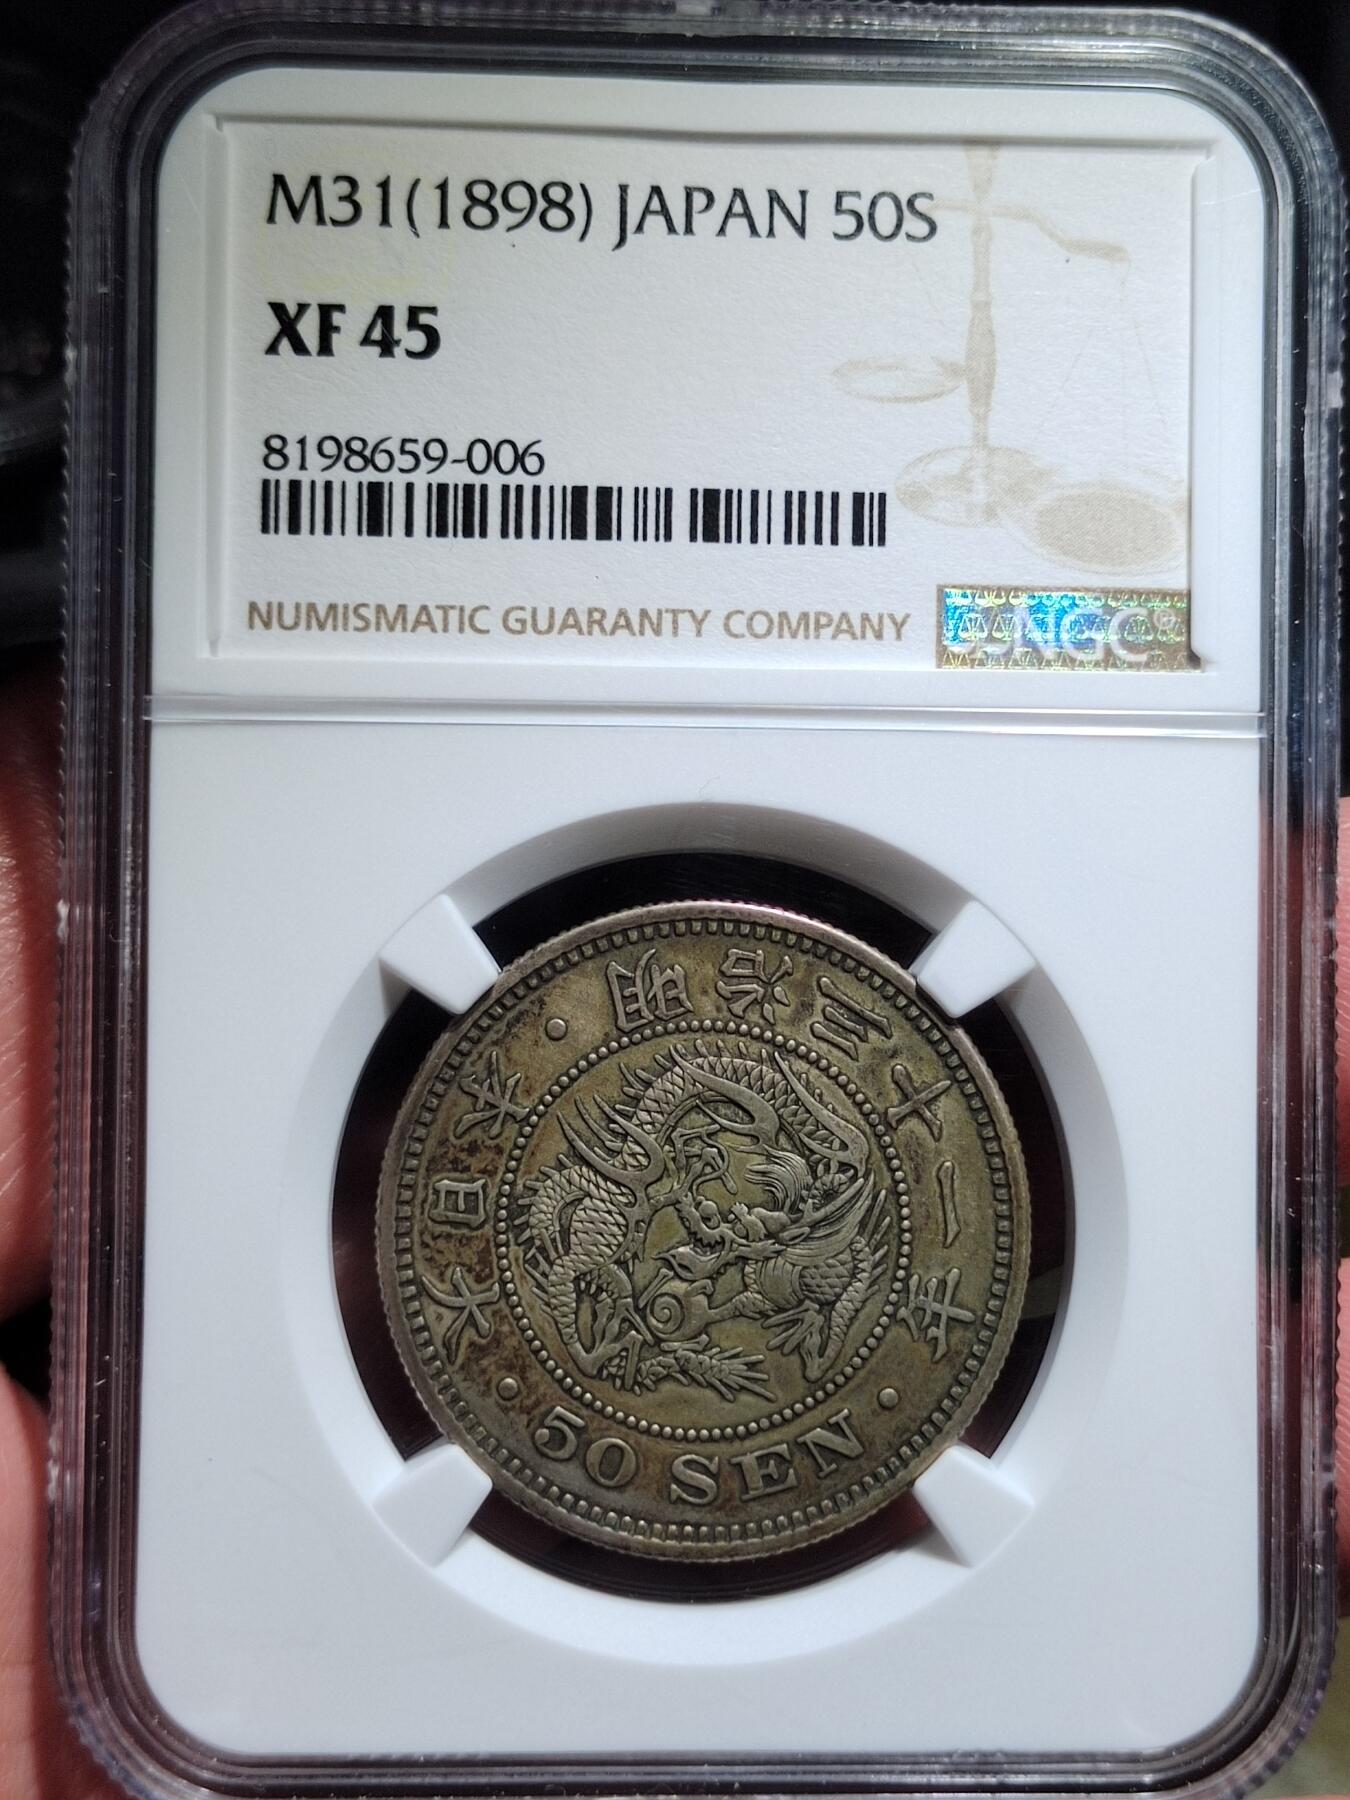 M31(1898) JAPAN 50S
XF 45
8198659-006
NUMISMATIC GUARANTY COMPANY
NGC
大日本 · 明治三十一年 ·
50 SEN